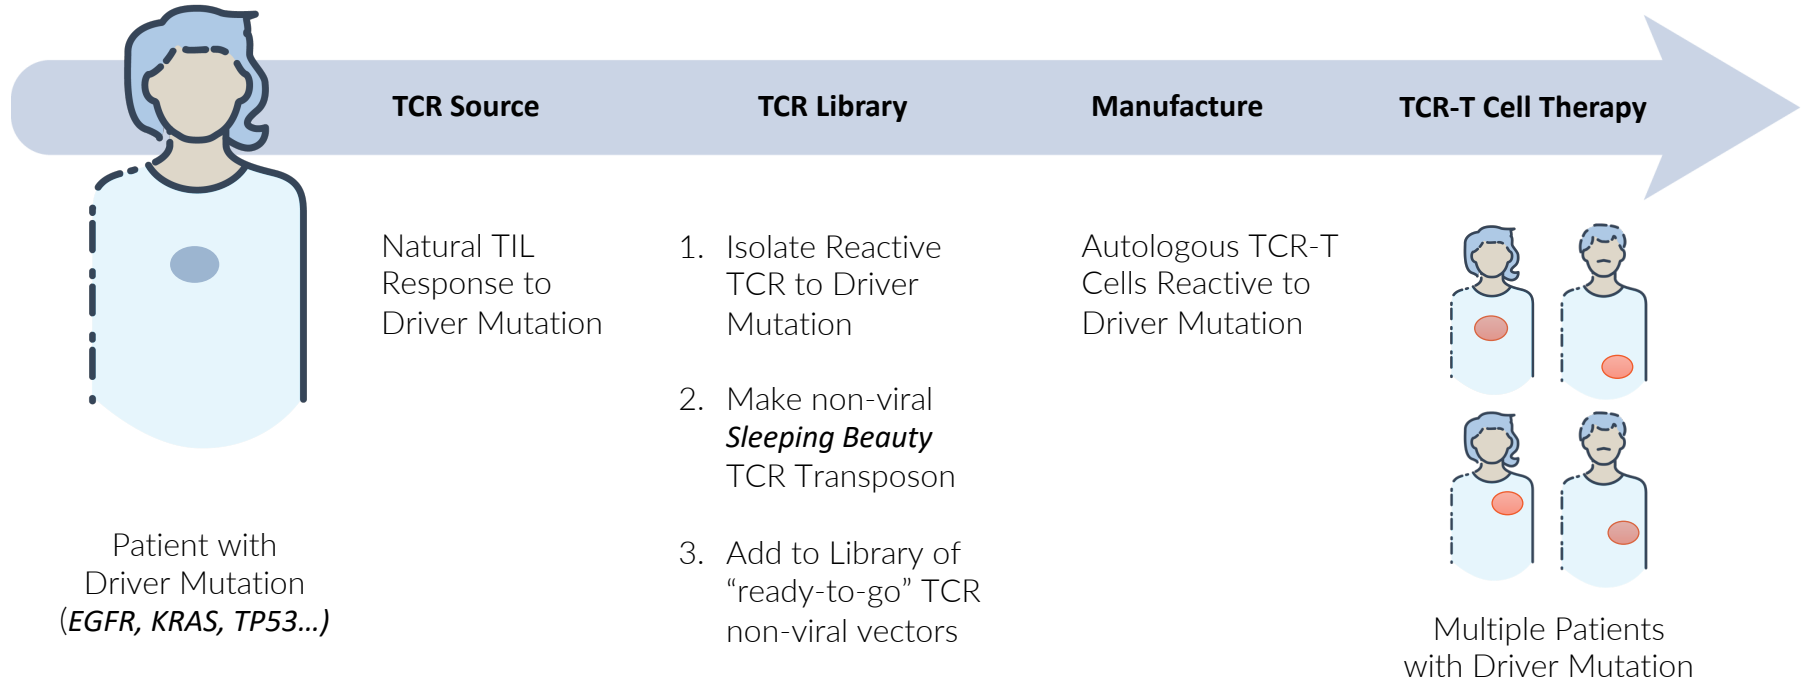 TCR Source
TCR Library
Manufacture
TCR-T Cell Therapy
Patient with
Driver Mutation
(EGFR, KRAS, TP53...)
Natural TIL
Response to
Driver Mutation
1. Isolate Reactive
TCR to Driver
Mutation
2. Make non-viral
Sleeping Beauty
TCR Transposon
3. Add to Library of
“ready-to-go” TCR
non-viral vectors
Autologous TCR-T
Cells Reactive to
Driver Mutation
Multiple Patients
with Driver Mutation